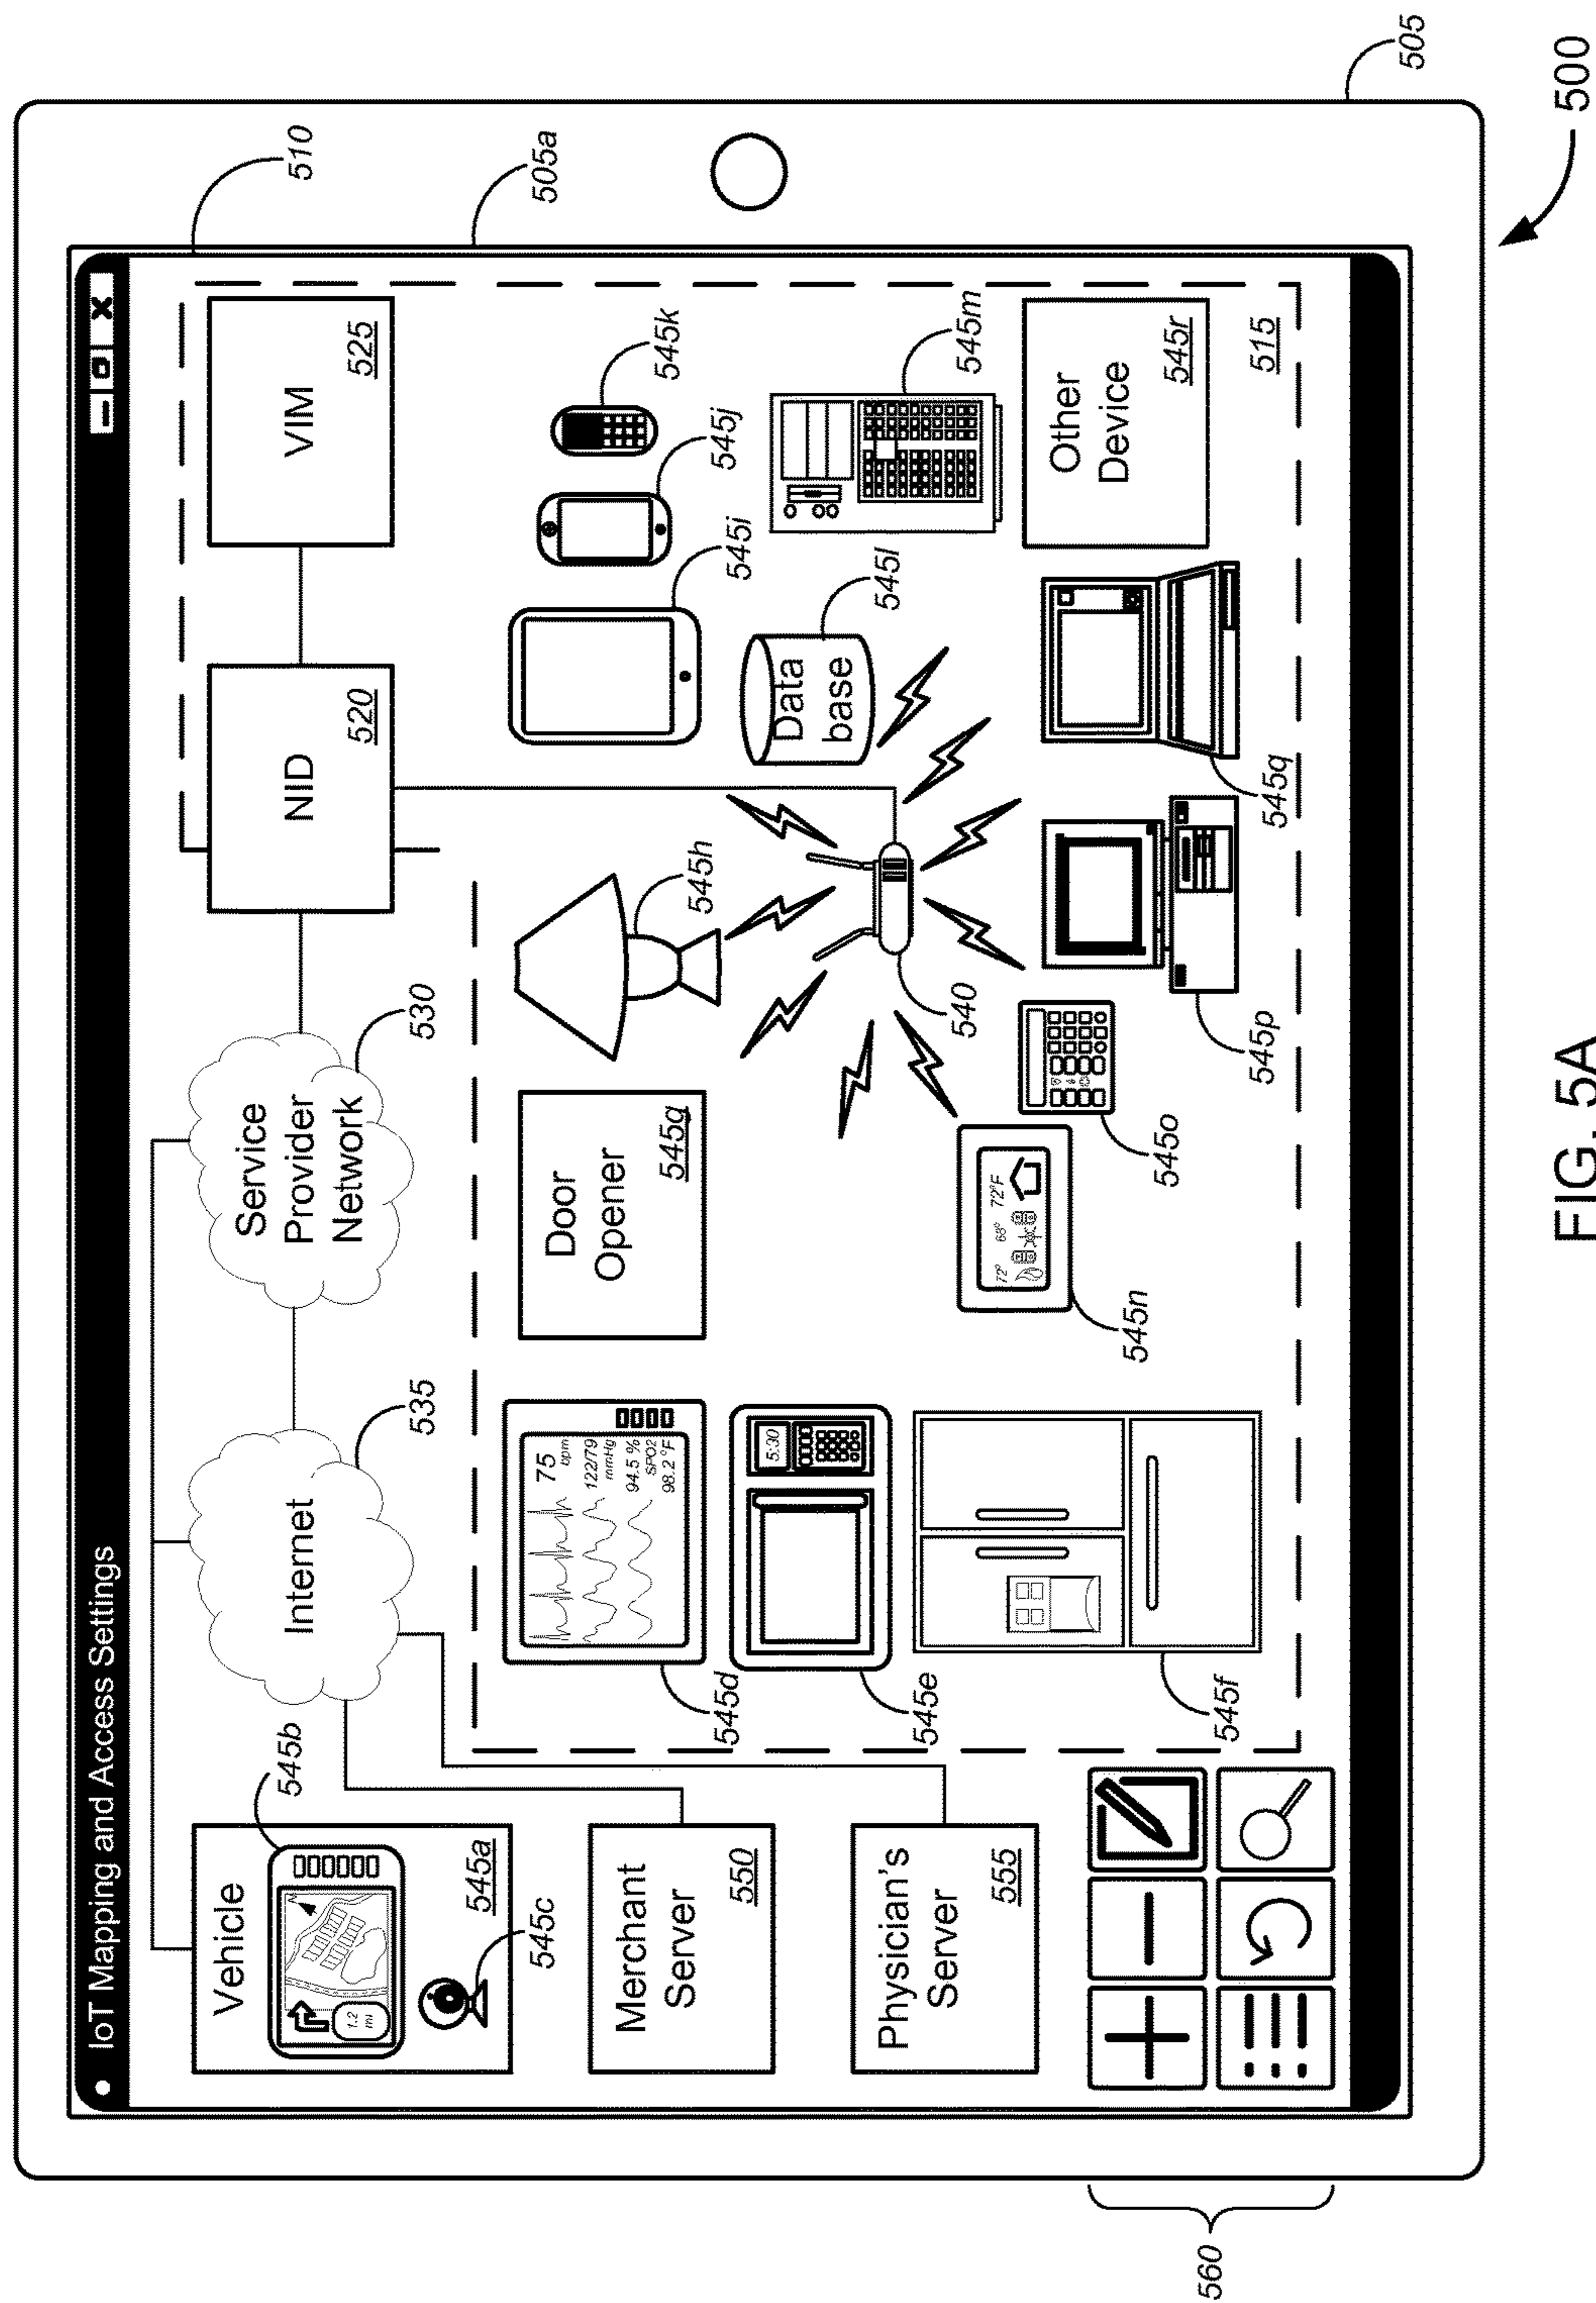 IoT Mapping and Access Settings
510
505a
505
500
Vehicle
1.2
mi
545a
545b
545c
Internet
535
Service
Provider
Network
530
NID
520
VIM
525
Merchant
Server
550
Physician's
Server
555
75
bpm
122/79
mmHg
94.5 %
SPO2
98.2 °F
545d
5:30
545e
545f
Door
Opener
545g
545h
545i
545j
545k
Data
base
545l
545m
540
72°
68°
72°F
545n
545o
545p
545q
Other
Device
545r
515
560
FIG. 5A